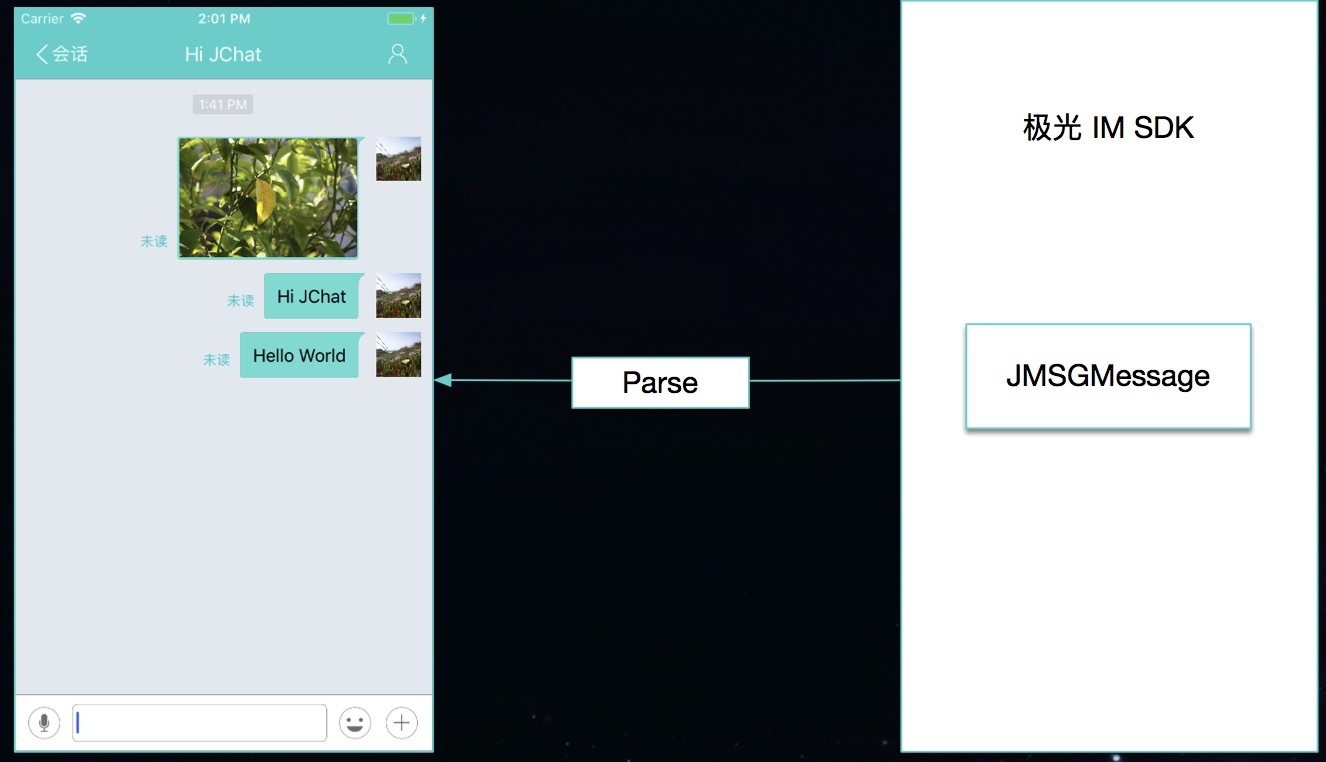 Carrier
2:01 PM
会话
Hi JChat
1:41 PM
未读
未读
Hi JChat
未读
Hello World
Parse
极光 IM SDK
JMSGMessage